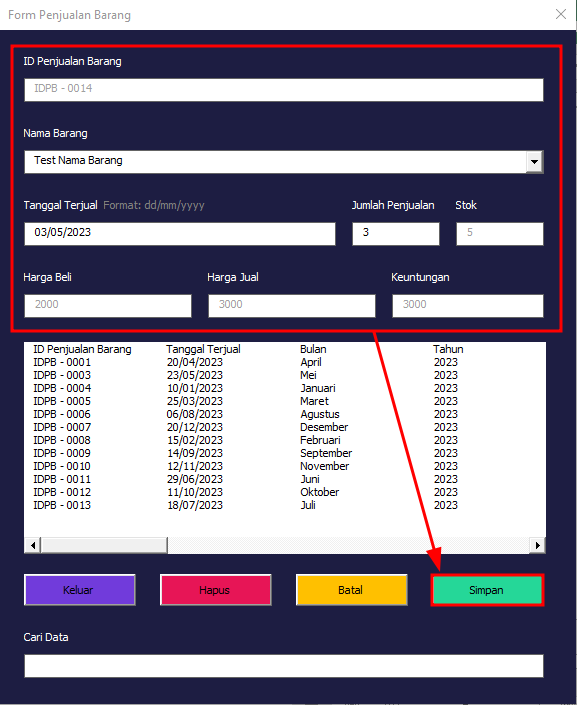 Form Penjualan Barang
ID Penjualan Barang
IDPB - 0014
Nama Barang
Test Nama Barang
Tanggal Terjual Format: dd/mm/yyyy Jumlah Penjualan Stok
03/05/2023 3 5
Harga Beli Harga Jual Keuntungan
2000 3000 3000
ID Penjualan Barang Tanggal Terjual Bulan Tahun
IDPB - 0001 20/04/2023 April 2023
IDPB - 0003 23/05/2023 Mei 2023
IDPB - 0004 10/01/2023 Januari 2023
IDPB - 0005 25/03/2023 Maret 2023
IDPB - 0006 06/08/2023 Agustus 2023
IDPB - 0007 20/12/2023 Desember 2023
IDPB - 0008 15/02/2023 Februari 2023
IDPB - 0009 14/09/2023 September 2023
IDPB - 0010 12/11/2023 November 2023
IDPB - 0011 29/06/2023 Juni 2023
IDPB - 0012 11/10/2023 Oktober 2023
IDPB - 0013 18/07/2023 Juli 2023
Keluar Hapus Batal Simpan
Cari Data